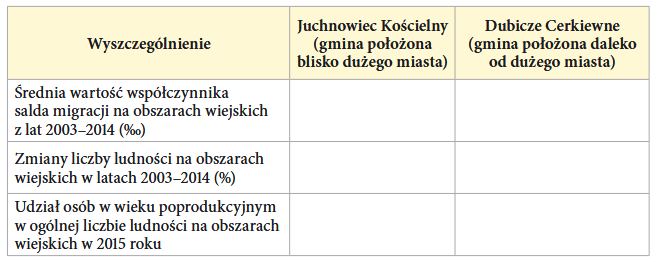 Wyszczególnienie
Juchnowiec Kościelny
(gmina położona
blisko dużego miasta)
Dubicze Cerkiewne
(gmina położona daleko
od dużego miasta)
Średnia wartość współczynnika
salda migracji na obszarach wiejskich
z lat 2003–2014 (‰)
Zmiany liczby ludności na obszarach
wiejskich w latach 2003–2014 (%)
Udział osób w wieku poprodukcyjnym
w ogólnej liczbie ludności na obszarach
wiejskich w 2015 roku